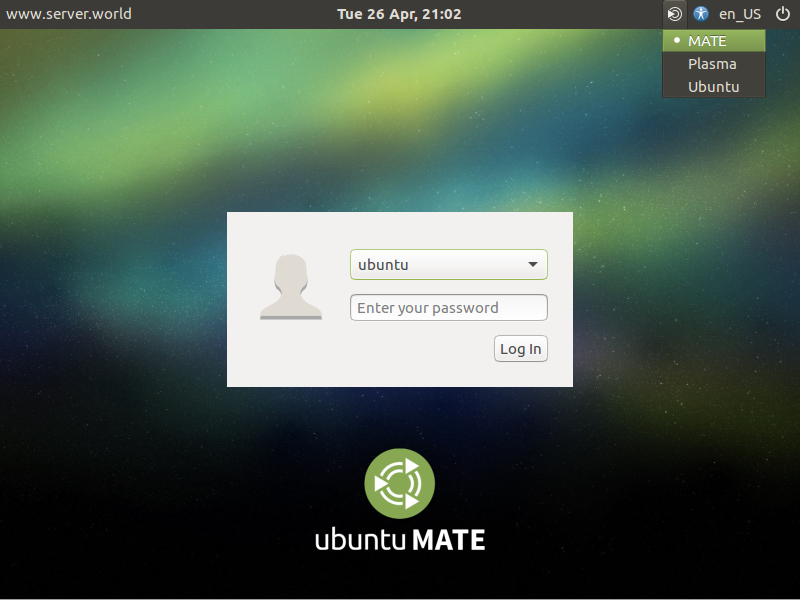 www.server.world
Tue 26 Apr, 21:02
en_US
MATE
Plasma
Ubuntu
ubuntu
Enter your password
Log In
ubuntu MATE